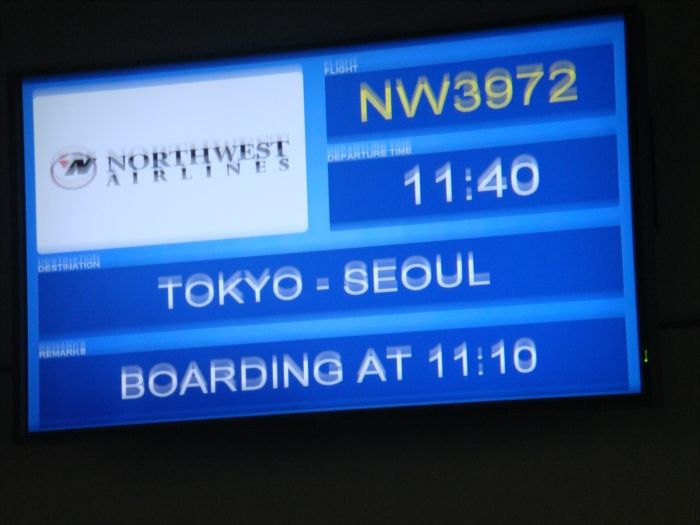 NORTHWEST
AIRLINES
FLIGHT
NW3972
DEPARTURE TIME
11:40
DESTINATION
TOKYO - SEOUL
REMARKS
BOARDING AT 11:10